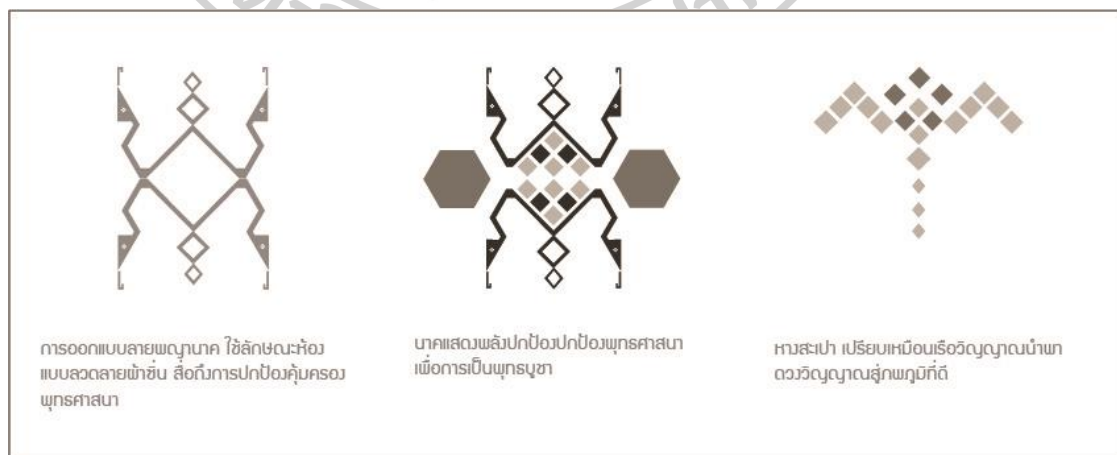 การออกแบบลายพญานาค ใช้ลักษณะห้อง
แบบลวดลายผ้าซิ่น สื่อถึงการปกป้องคุ้มครอง
พุทธศาสนา
นาคแสดงพลังปกป้องปกป้องพุทธศาสนา
เพื่อการเป็นพุทธบูชา
หางสะเปา เปรียบเหมือนเรือวิญญาณนำพา
ดวงวิญญาณสู่ภพภูมิที่ดี